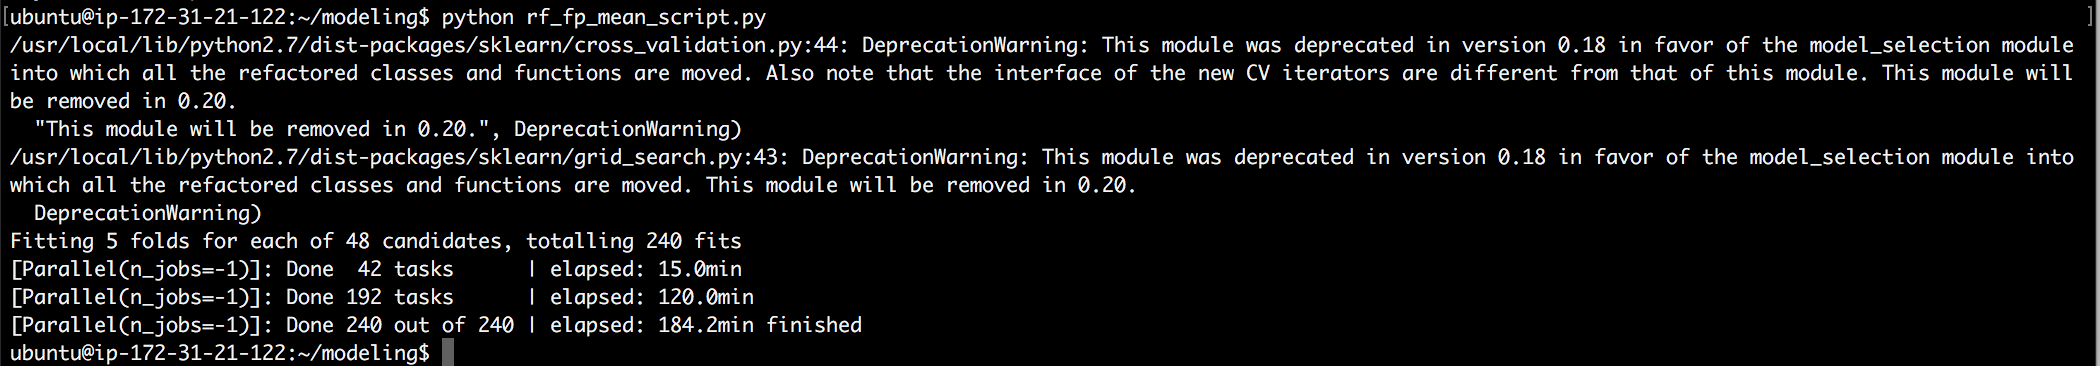 [ubuntu@ip-172-31-21-122:~/modeling$ python rf_fp_mean_script.py ]
/usr/local/lib/python2.7/dist-packages/sklearn/cross_validation.py:44: DeprecationWarning: This module was deprecated in version 0.18 in favor of the model_selection module
into which all the refactored classes and functions are moved. Also note that the interface of the new CV iterators are different from that of this module. This module will
be removed in 0.20.
  "This module will be removed in 0.20.", DeprecationWarning)
/usr/local/lib/python2.7/dist-packages/sklearn/grid_search.py:43: DeprecationWarning: This module was deprecated in version 0.18 in favor of the model_selection module into
which all the refactored classes and functions are moved. This module will be removed in 0.20.
  DeprecationWarning)
Fitting 5 folds for each of 48 candidates, totalling 240 fits
[Parallel(n_jobs=-1)]: Done  42 tasks      | elapsed: 15.0min
[Parallel(n_jobs=-1)]: Done 192 tasks      | elapsed: 120.0min
[Parallel(n_jobs=-1)]: Done 240 out of 240 | elapsed: 184.2min finished
ubuntu@ip-172-31-21-122:~/modeling$